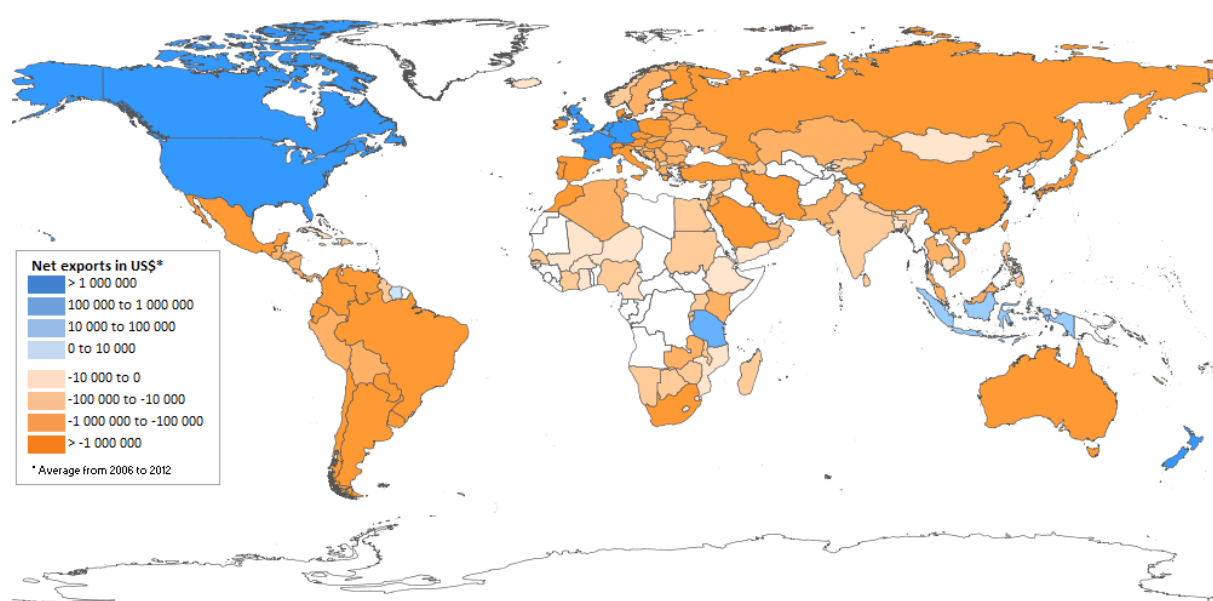 Net exports in US$*
> 1 000 000
100 000 to 1 000 000
10 000 to 100 000
0 to 10 000
-10 000 to 0
-100 000 to -10 000
-1 000 000 to -100 000
> -1 000 000
* Average from 2006 to 2012